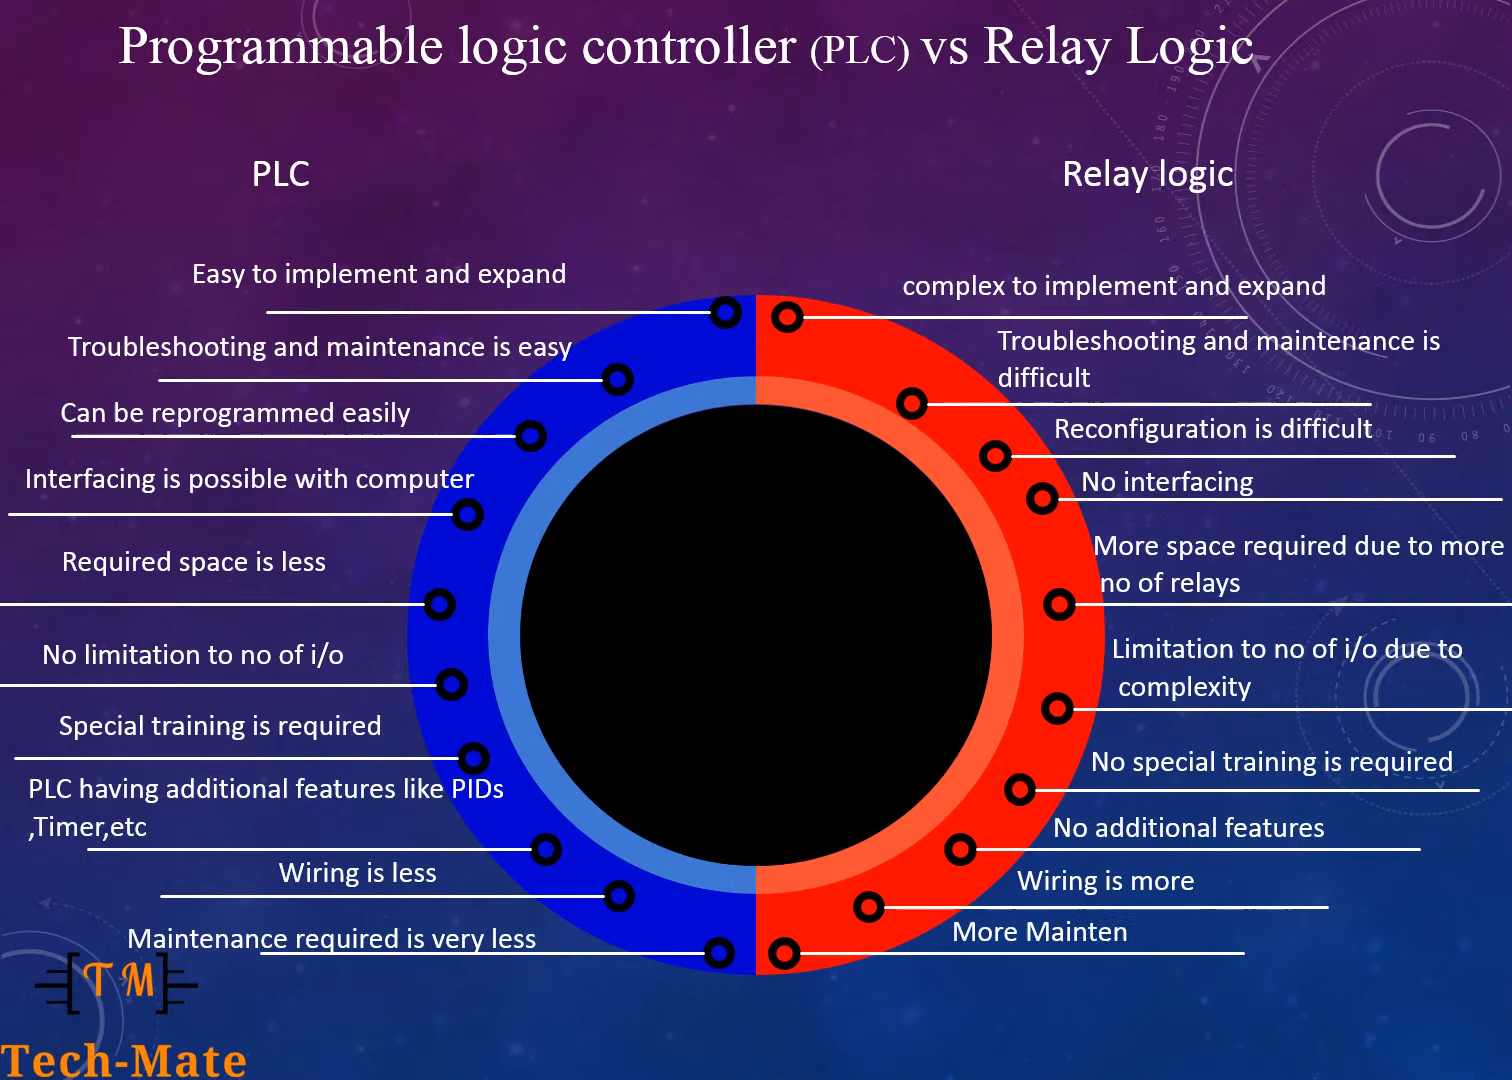 Programmable logic controller (PLC) vs Relay Logic
PLC
Easy to implement and expand
Troubleshooting and maintenance is easy
Can be reprogrammed easily
Interfacing is possible with computer
Required space is less
No limitation to no of i/o
Special training is required
PLC having additional features like PIDs
,Timer,etc
Wiring is less
Maintenance required is very less
Relay logic
complex to implement and expand
Troubleshooting and maintenance is
difficult
Reconfiguration is difficult
No interfacing
More space required due to more
no of relays
Limitation to no of i/o due to
complexity
No special training is required
No additional features
Wiring is more
More Mainten
TM
Tech-Mate